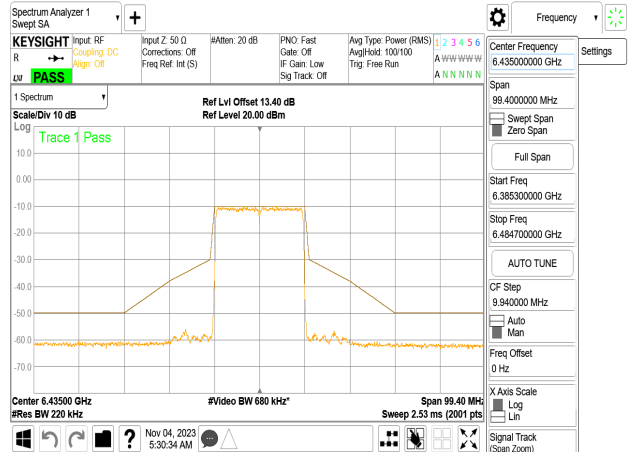 Spectrum Analyzer 1
Swept SA
Frequency
KEYSIGHT
R
LXI
PASS
Input: RF
Coupling: DC
Align: Off
Input Z: 50 Ω
Corrections: Off
Freq Ref: Int (S)
#Atten: 20 dB
PNO: Fast
Gate: Off
IF Gain: Low
Sig Track: Off
Avg Type: Power (RMS)
Avg|Hold: 100/100
Trig: Free Run
1 2 3 4 5 6
A W W W W W
A N N N N N
Settings
1 Spectrum
Scale/Div 10 dB
Log
Ref Lvl Offset 13.40 dB
Ref Level 20.00 dBm
Trace 1 Pass
10.0
0.00
-10.0
-20.0
-30.0
-40.0
-50.0
-60.0
-70.0
Center 6.43500 GHz
#Res BW 220 kHz
#Video BW 680 kHz*
Span 99.40 MHz
Sweep 2.53 ms (2001 pts
Nov 04, 2023
5:30:34 AM
Center Frequency
6.435000000 GHz
Span
99.4000000 MHz
Swept Span
Zero Span
Full Span
Start Freq
6.385300000 GHz
Stop Freq
6.484700000 GHz
AUTO TUNE
CF Step
9.940000 MHz
Auto
Man
Freq Offset
0 Hz
X Axis Scale
Log
Lin
Signal Track
(Span Zoom)